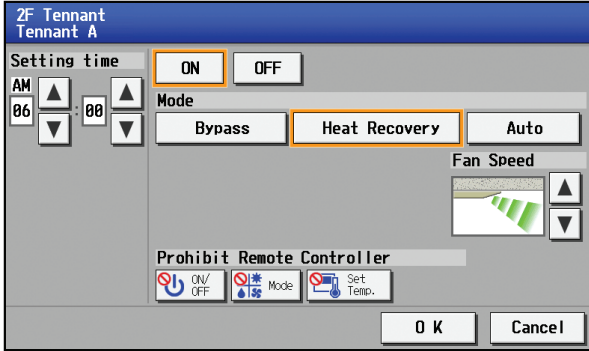 2F Tennant
Tennant A
Setting time
AM
06 : 00
ON OFF
Mode
Bypass Heat Recovery Auto
Fan Speed
Prohibit Remote Controller
ON/
OFF
Mode
Set
Temp.
OK Cancel